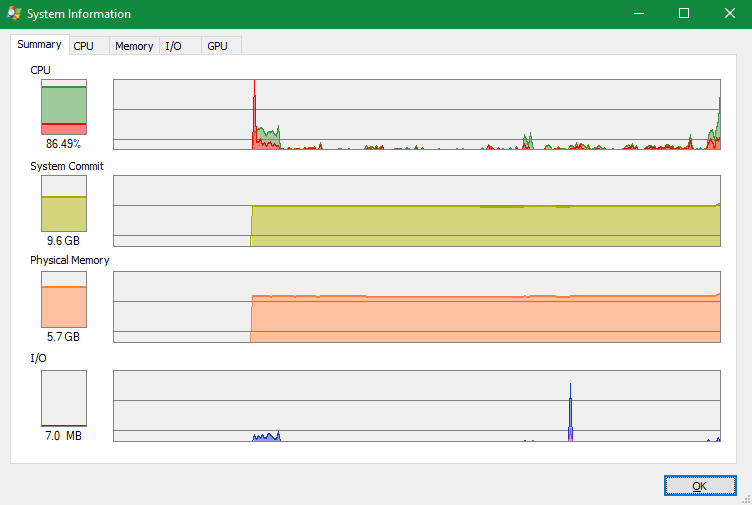 System Information
Summary CPU Memory I/O GPU
CPU
86.49%
System Commit
9.6 GB
Physical Memory
5.7 GB
I/O
7.0 MB
OK